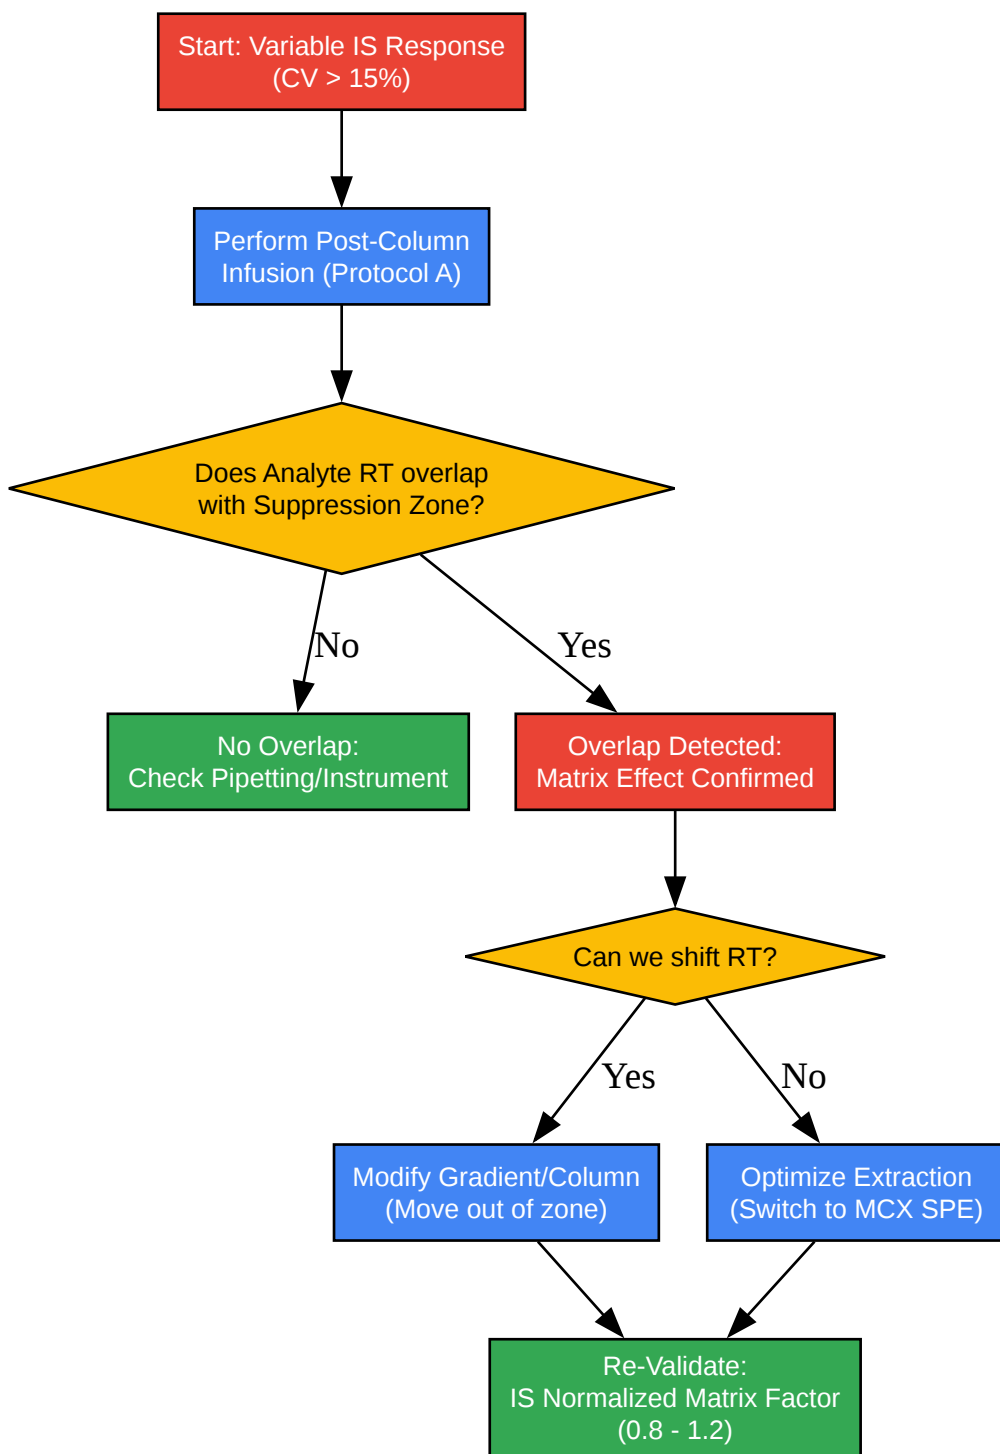 Start: Variable IS Response
(CV > 15%)
Perform Post-Column
Infusion (Protocol A)
Does Analyte RT overlap
with Suppression Zone?
No
Yes
No Overlap:
Check Pipetting/Instrument
Overlap Detected:
Matrix Effect Confirmed
Can we shift RT?
Yes
No
Modify Gradient/Column
(Move out of zone)
Optimize Extraction
(Switch to MCX SPE)
Re-Validate:
IS Normalized Matrix Factor
(0.8 - 1.2)